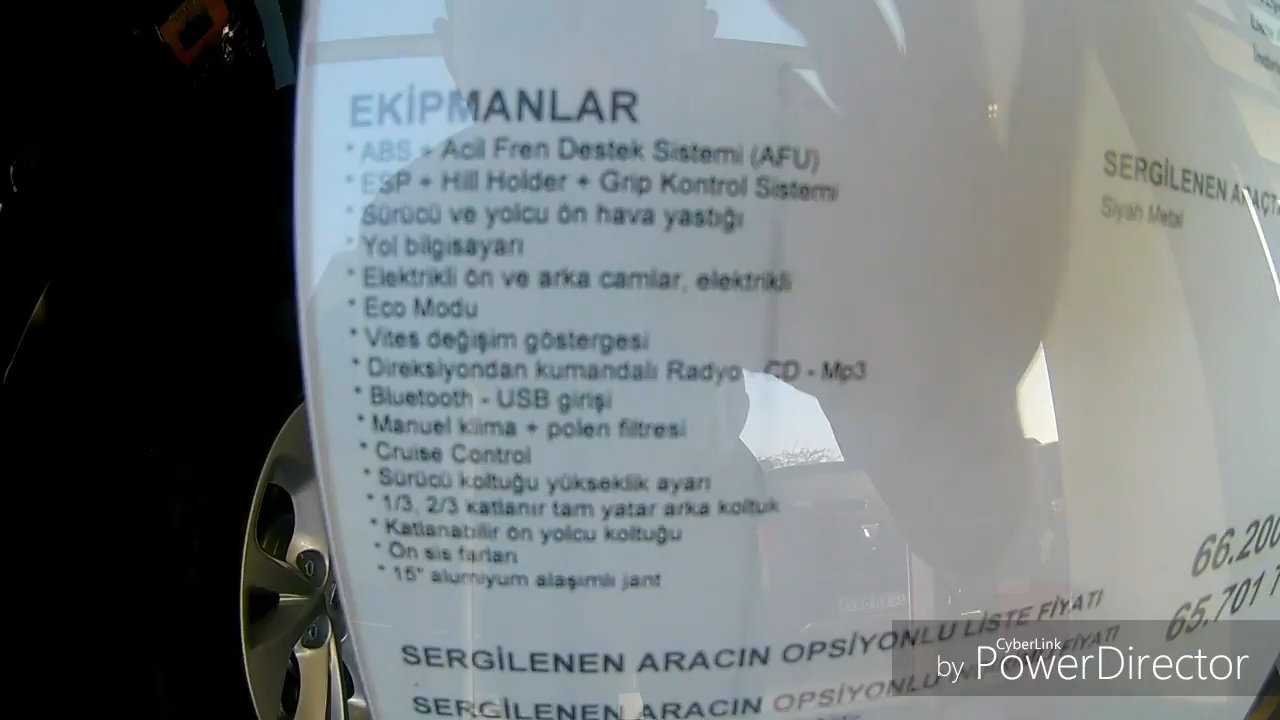 EKİPMANLAR
* ABS + Acil Fren Destek Sistemi (AFU)
* ESP + Hill Holder + Grip Kontrol Sistemi
* Sürücü ve yolcu ön hava yastığı
* Yol bilgisayarı
* Elektrikli ön ve arka camlar, elektrikli
* Eco Modu
* Vites değişim göstergesi
* Direksiyondan kumandalı Radyo - CD - Mp3
* Bluetooth - USB girişi
* Manuel klima + polen filtresi
* Cruise Control
* Sürücü koltuğu yükseklik ayarı
* 1/3, 2/3 katlanır tam yatar arka koltuk
* Katlanabilir ön yolcu koltuğu
* Ön sis farları
* 15" alumiyum alaşımlı jant
SERGİLENEN ARAÇT
Siyah Metal
SERGİLENEN ARACIN OPSİYONLU LİSTE FİYATI 66.200
SERGİLENEN ARACIN OPSİYONLU FİYATI 65.701 T
CyberLink
by PowerDirector